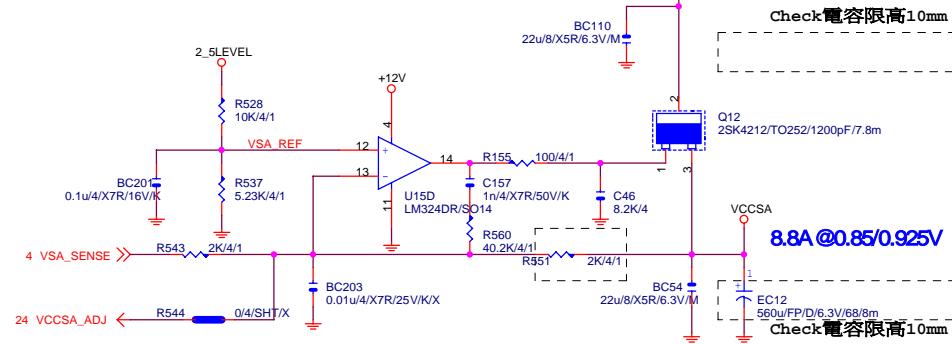 Check電容限高10mm
BC110
22u/8/X5R/6.3V/M
2_5LEVEL
+12V
R528
10K/4/1
2
Q12
2SK4212/TO252/1200pF/7.8m
4
VSA_REF
12
+
14
R155
100/4/1
1
3
13
-
BC201
0.1u/4/X7R/16V/K
R537
5.23K/4/1
11
U15D
LM324DR/SO14
C157
1n/4/X7R/50V/K
C46
8.2K/4
VCCSA
R560
40.2K/4/1
8.8A@0.85/0.925V
4 VSA_SENSE
R543
2K/4/1
R551
2K/4/1
BC203
0.01u/4/X7R/25V/K/X
BC54
22u/8/X5R/6.3V/M
1
+
EC12
560u/FP/D/6.3V/68/8m
24 VCCSA_ADJ
R544
0/4/SHT/X
Check電容限高10mm